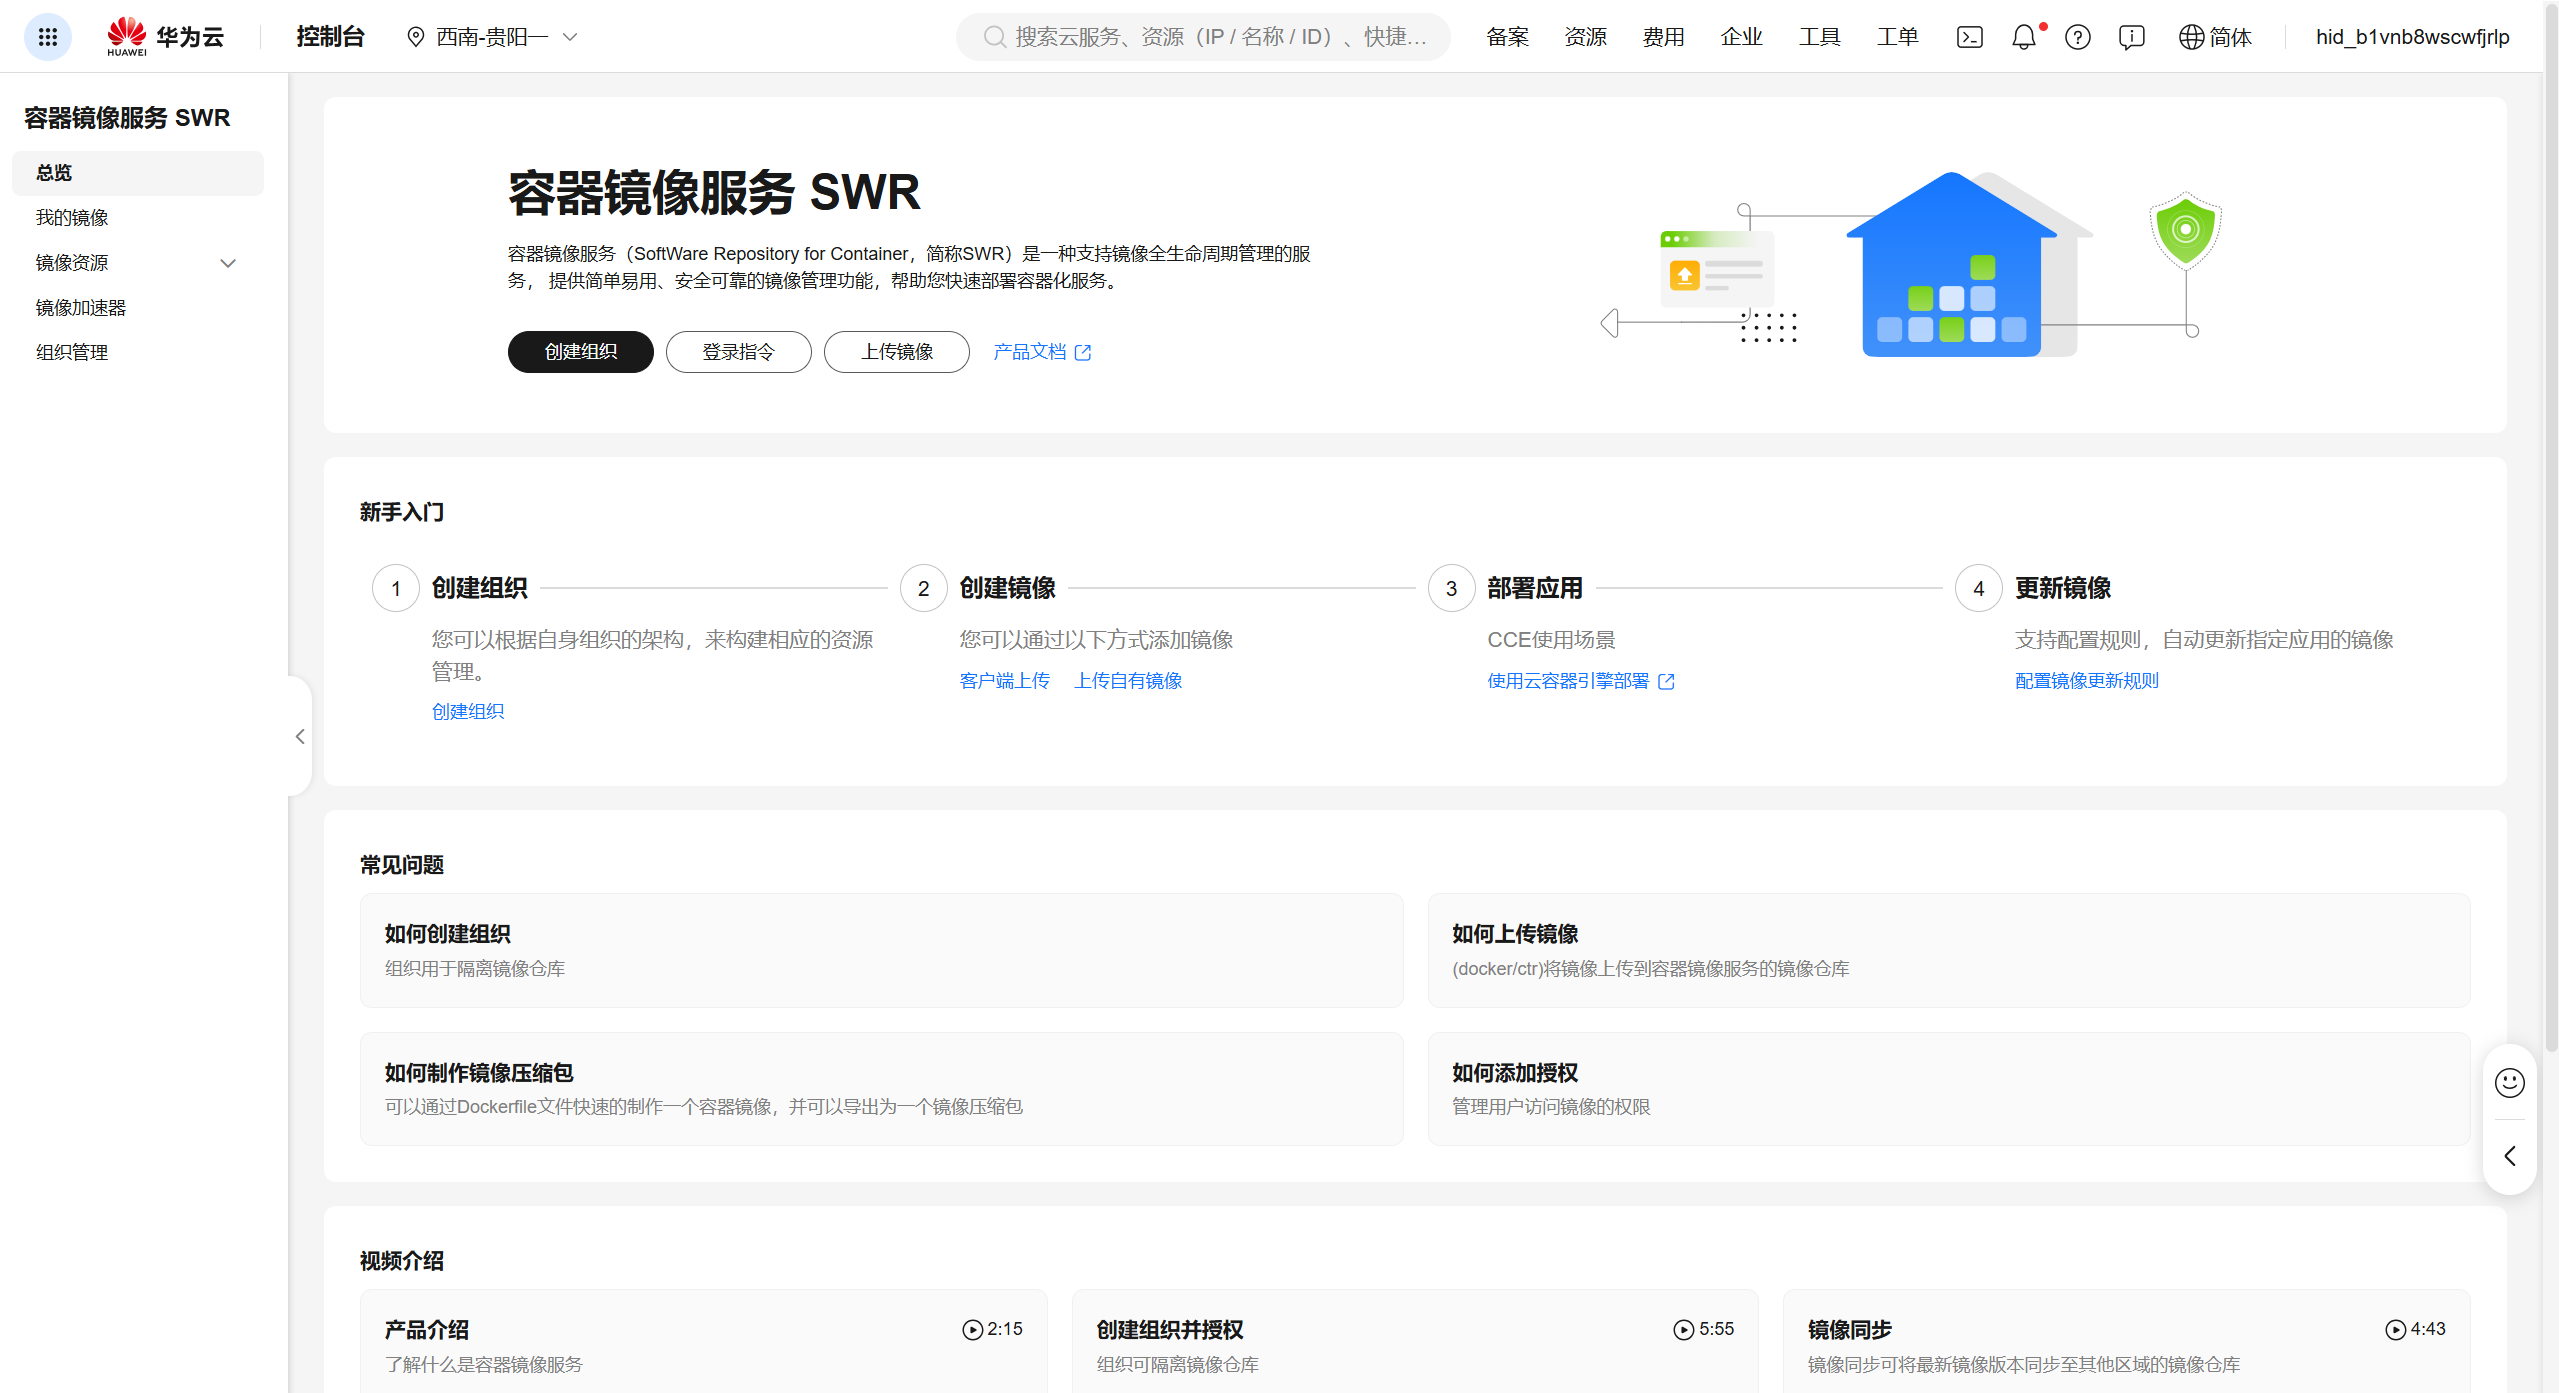 HUAWEI 华为云
控制台
西南-贵阳一
搜索云服务、资源（IP / 名称 / ID）、快捷…
备案
资源
费用
企业
工具
工单
简体
hid_b1vnb8wscwfjrlp
容器镜像服务 SWR
总览
我的镜像
镜像资源
镜像加速器
组织管理
容器镜像服务 SWR
容器镜像服务（SoftWare Repository for Container，简称SWR）是一种支持镜像全生命周期管理的服
务， 提供简单易用、安全可靠的镜像管理功能，帮助您快速部署容器化服务。
创建组织
登录指令
上传镜像
产品文档
新手入门
1 创建组织
您可以根据自身组织的架构，来构建相应的资源
管理。
创建组织
2 创建镜像
您可以通过以下方式添加镜像
客户端上传 上传自有镜像
3 部署应用
CCE使用场景
使用云容器引擎部署
4 更新镜像
支持配置规则，自动更新指定应用的镜像
配置镜像更新规则
常见问题
如何创建组织
组织用于隔离镜像仓库
如何上传镜像
(docker/ctr)将镜像上传到容器镜像服务的镜像仓库
如何制作镜像压缩包
可以通过Dockerfile文件快速的制作一个容器镜像，并可以导出为一个镜像压缩包
如何添加授权
管理用户访问镜像的权限
视频介绍
产品介绍 2:15
了解什么是容器镜像服务
创建组织并授权 5:55
组织可隔离镜像仓库
镜像同步 4:43
镜像同步可将最新镜像版本同步至其他区域的镜像仓库